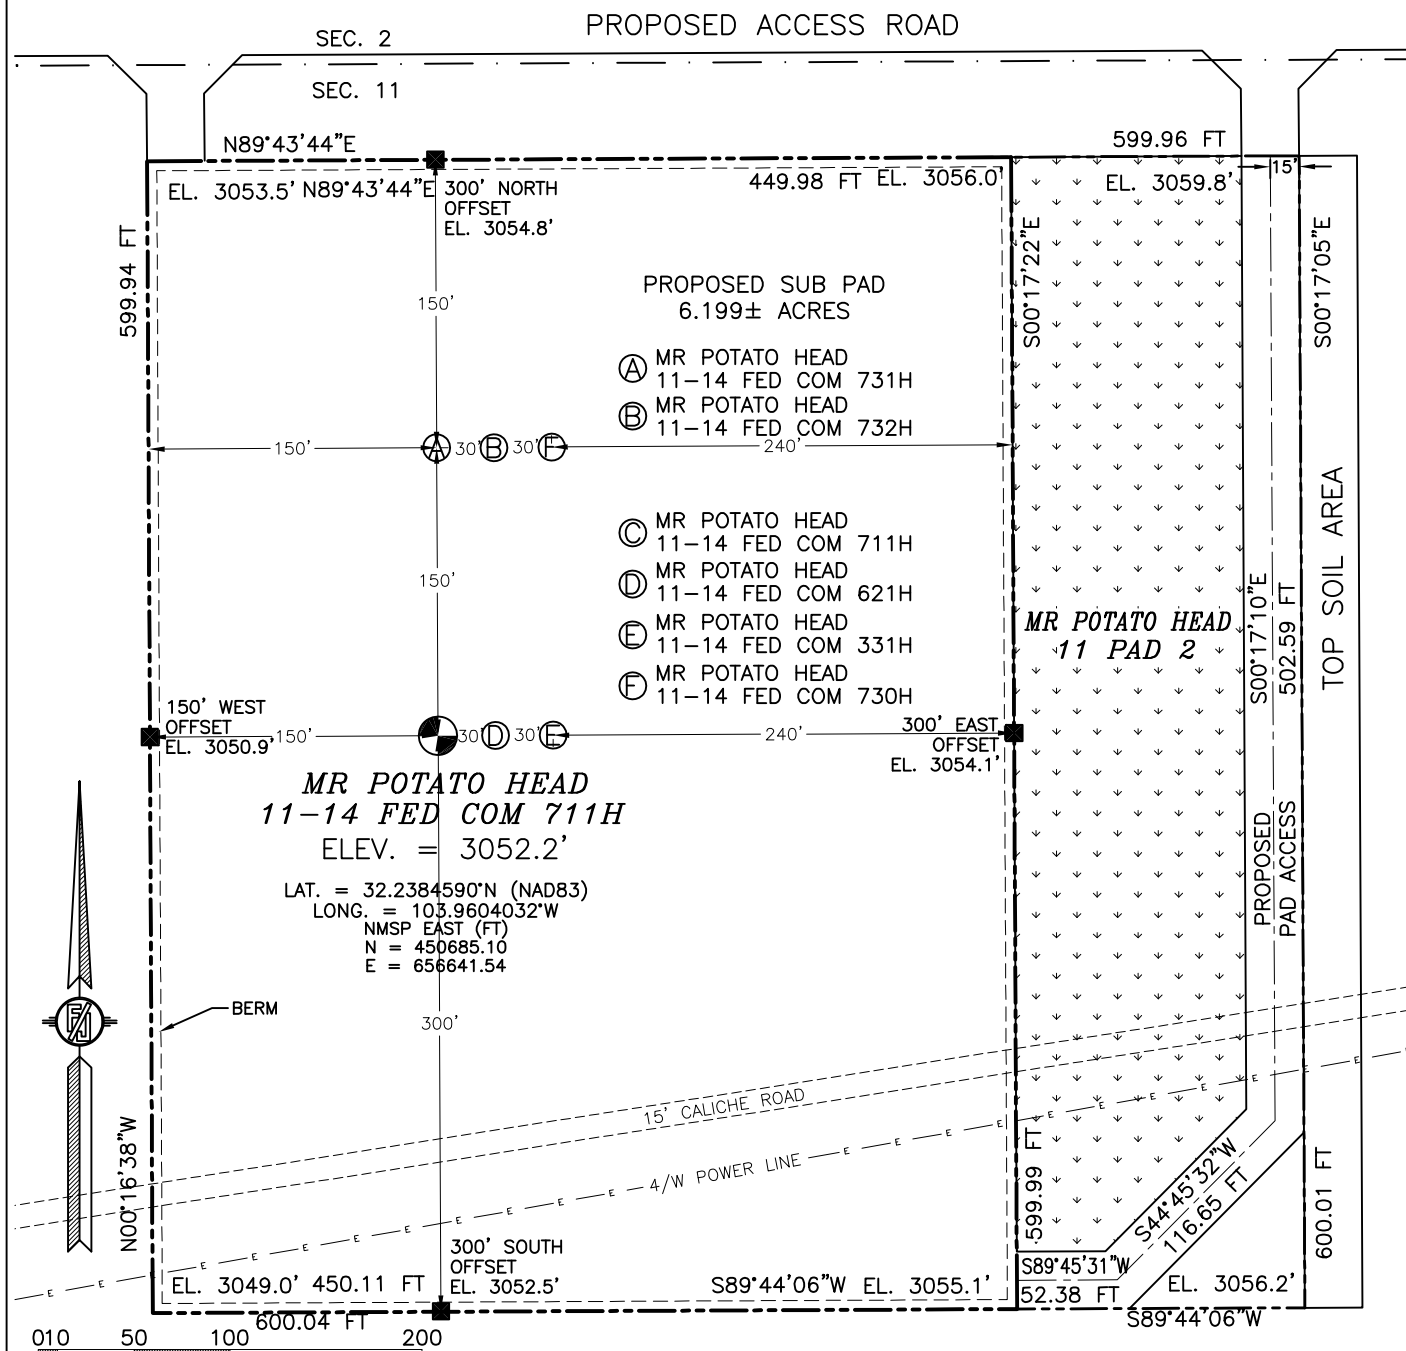 PROPOSED ACCESS ROAD
SEC. 2
SEC. 11
N89°43'44"E
599.96 FT
EL. 3053.5' N89°43'44"E
300' NORTH
OFFSET
EL. 3054.8'
449.98 FT EL. 3056.0'
EL. 3059.8'
15'
599.94 FT
S00°17'22"E
S00°17'05"E
150'
PROPOSED SUB PAD
6.199± ACRES
A MR POTATO HEAD
11-14 FED COM 731H
B MR POTATO HEAD
11-14 FED COM 732H
150' A 30' B 30' F 240'
C MR POTATO HEAD
11-14 FED COM 711H
D MR POTATO HEAD
11-14 FED COM 621H
E MR POTATO HEAD
11-14 FED COM 331H
F MR POTATO HEAD
11-14 FED COM 730H
150'
MR POTATO HEAD
11 PAD 2
S00°17'10"E
502.59 FT
TOP SOIL AREA
150' WEST
OFFSET
EL. 3050.9'
150' 30' D 30' E 240'
300' EAST
OFFSET
EL. 3054.1'
MR POTATO HEAD
11-14 FED COM 711H
ELEV. = 3052.2'
LAT. = 32.2384590°N (NAD83)
LONG. = 103.9604032°W
NMSP EAST (FT)
N = 450685.10
E = 656641.54
PROPOSED
PAD ACCESS
BERM
300'
15' CALICHE ROAD
E E E E 4/W POWER LINE E E E E E E
N00°16'38"W
599.99 FT
S44°45'32"W
116.65 FT
600.01 FT
300' SOUTH
OFFSET
EL. 3052.5'
EL. 3049.0' 450.11 FT
S89°44'06"W EL. 3055.1'
S89°45'31"W
52.38 FT
EL. 3056.2'
600.04 FT
S89°44'06"W
010 50 100 200